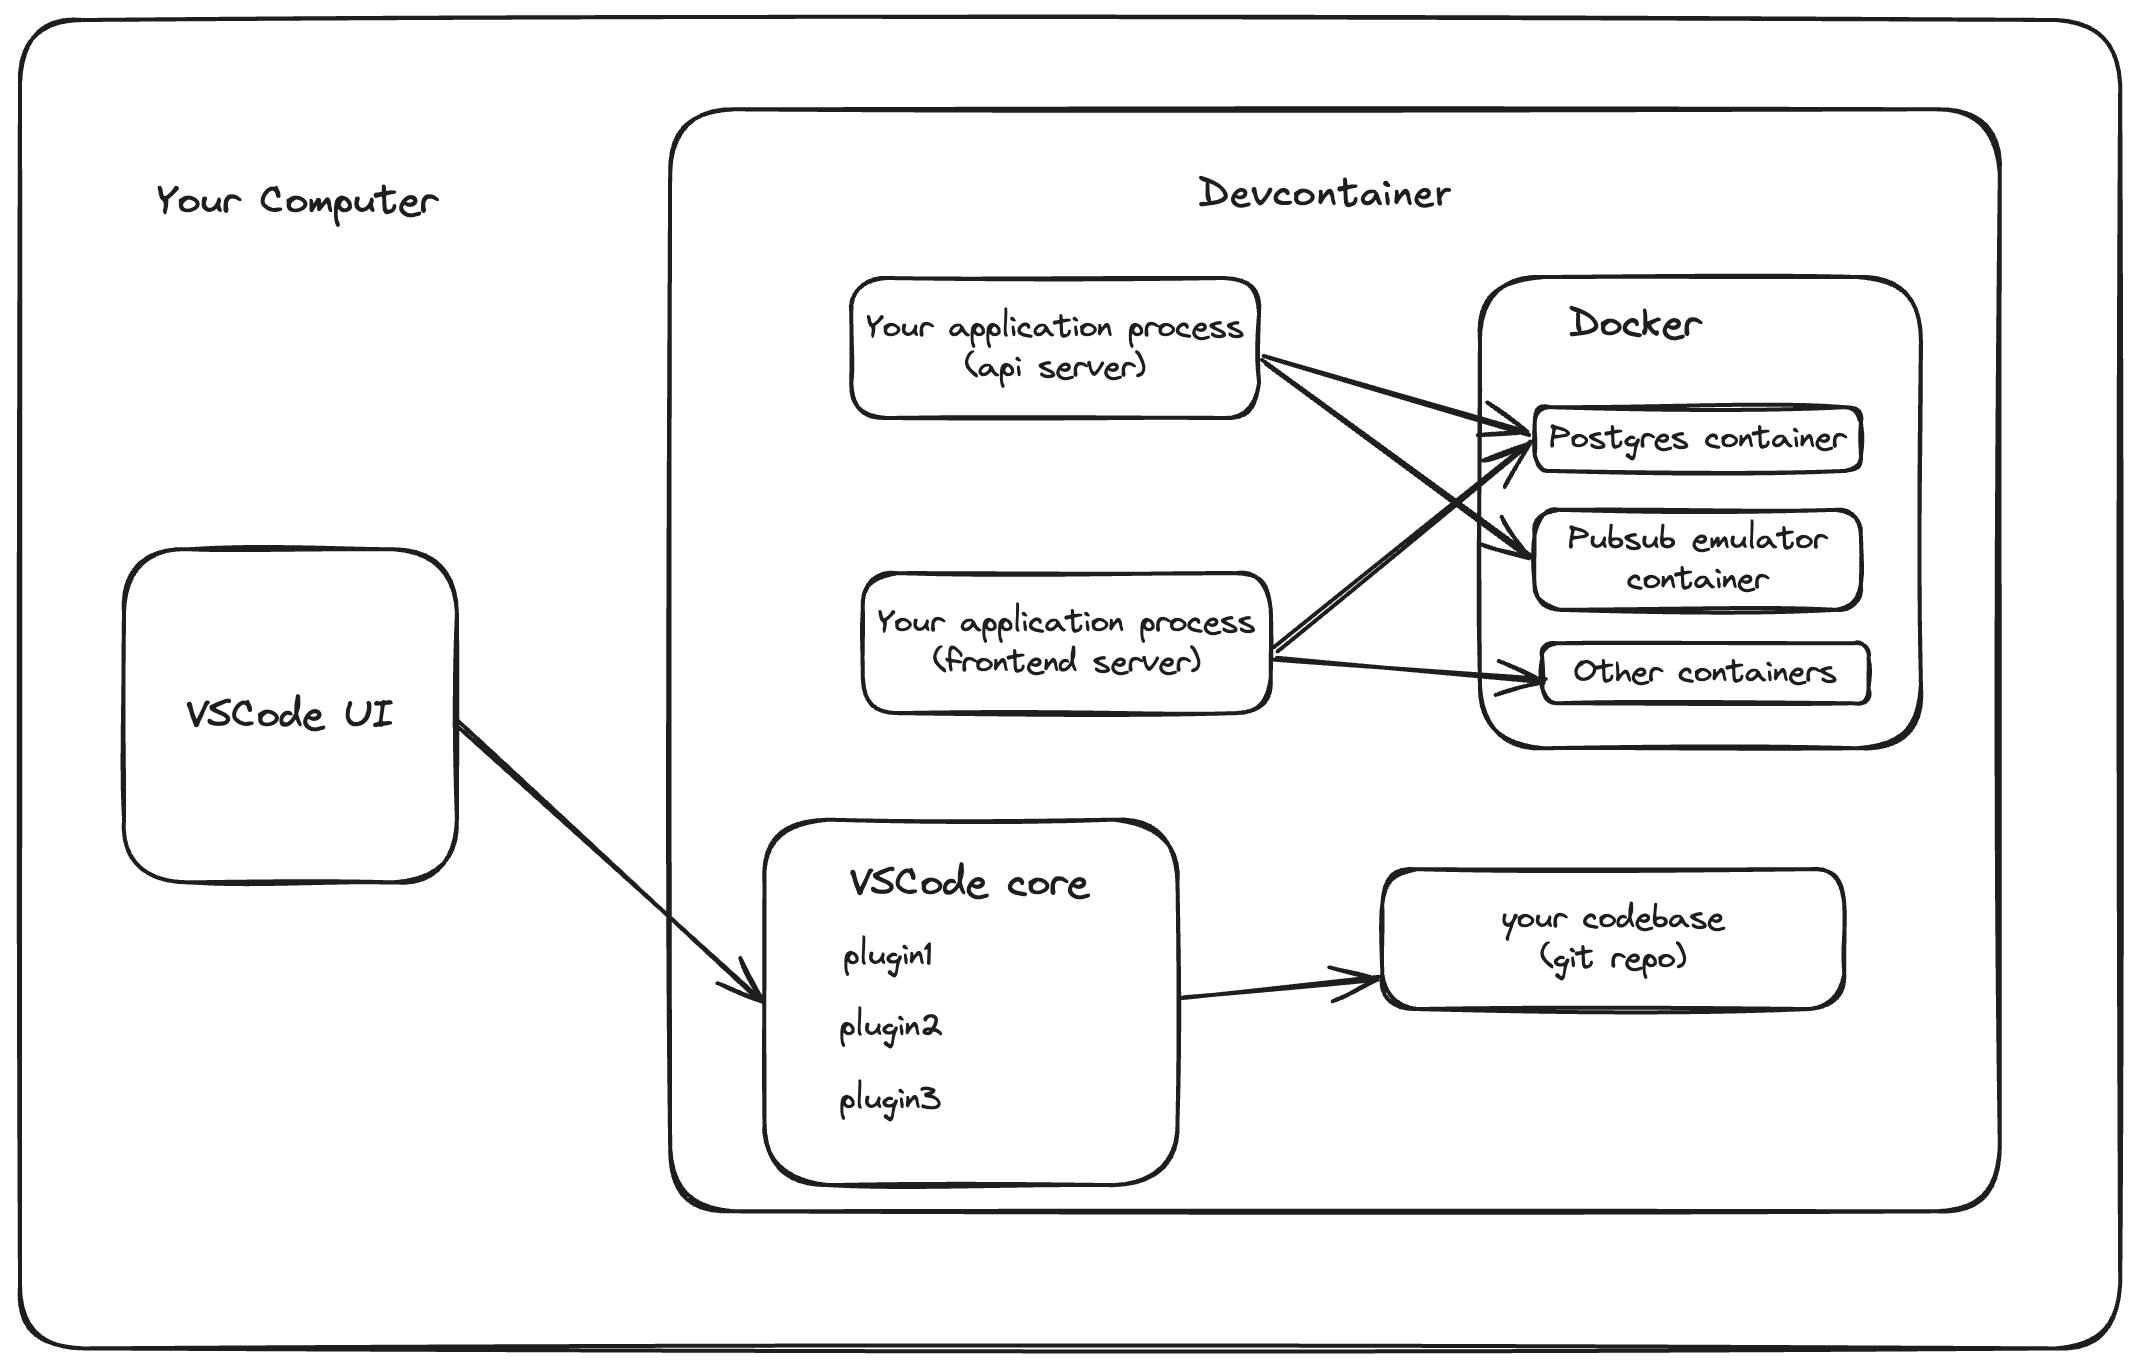 Your Computer
Devcontainer
Your application process
(api server)
Docker
Postgres container
Pubsub emulator
container
Your application process
(frontend server)
Other containers
VSCode UI
VSCode core
plugin1
plugin2
plugin3
your codebase
(git repo)